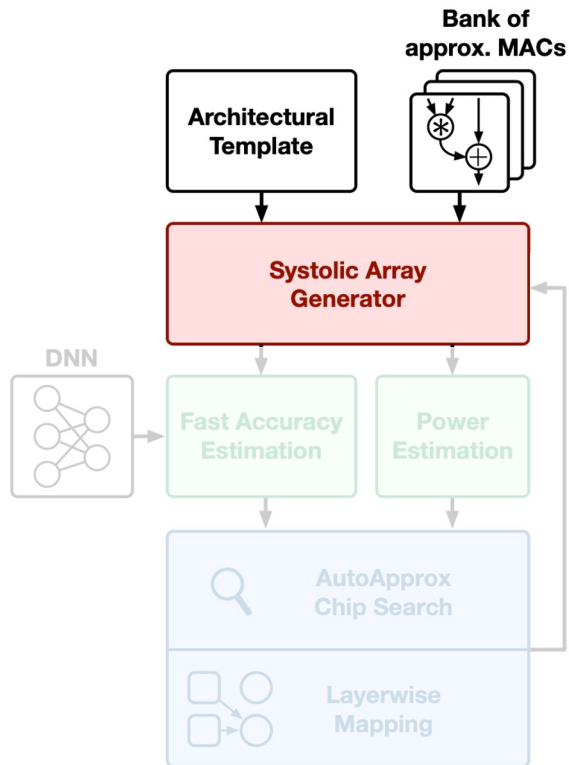 Bank of
approx. MACs
Architectural
Template
Systolic Array
Generator
DNN
Fast Accuracy
Estimation
Power
Estimation
AutoApprox
Chip Search
Layerwise
Mapping